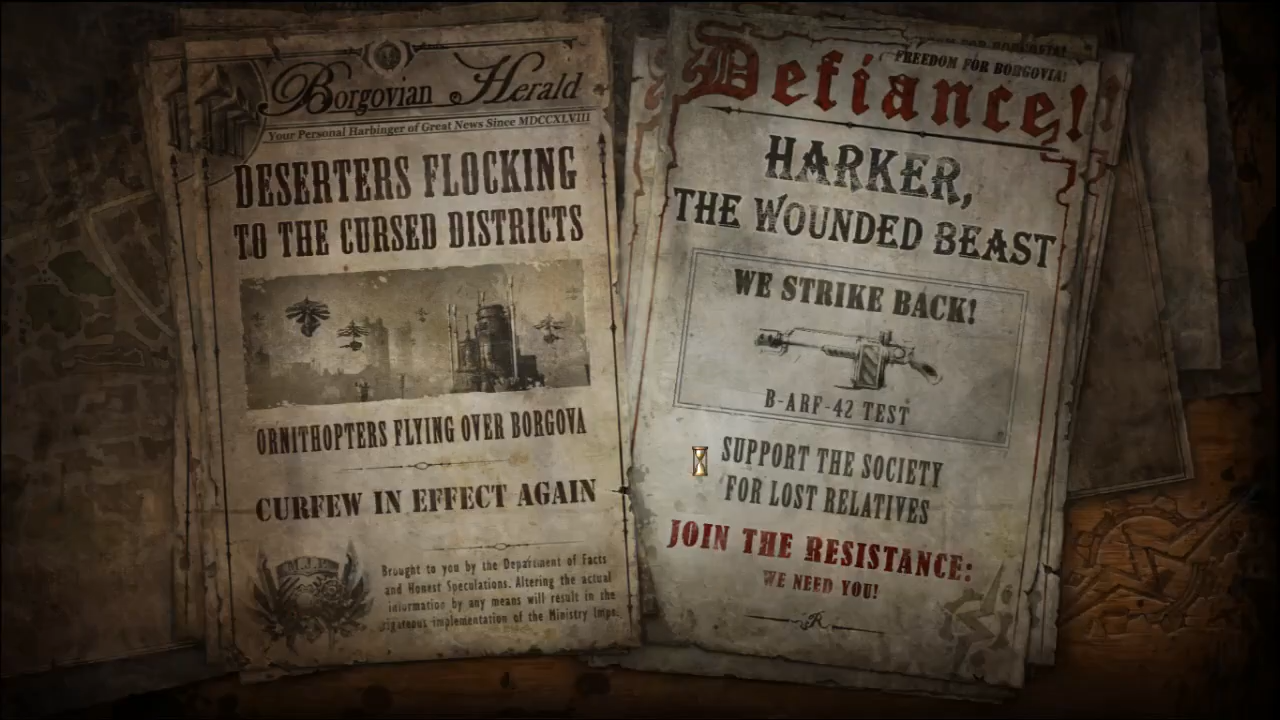 Borgovian Herald
Your Personal Harbinger of Great News Since MDCCXLVIII
DESERTERS FLOCKING
TO THE CURSED DISTRICTS
ORNITHOPTERS FLYING OVER BORGOVA
CURFEW IN EFFECT AGAIN
Brought to you by the Department of Facts
and Honest Speculations. Altering the actual
information by any means will result in the
rigareous implementation of the Ministry Impe.
FREEDOM FOR BORGOVIA!
Defiance!
HARKER,
THE WOUNDED BEAST
WE STRIKE BACK!
B-ARF-42 TEST
SUPPORT THE SOCIETY
FOR LOST RELATIVES
JOIN THE RESISTANCE:
WE NEED YOU!
R